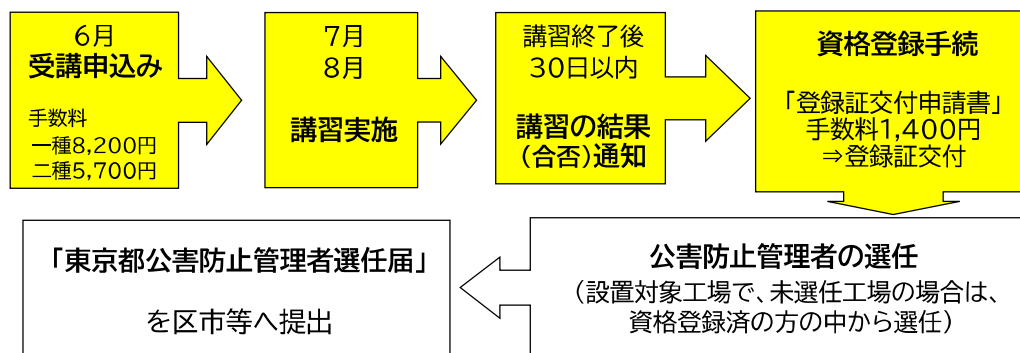 6月
受講申込み
手数料
一種8,200円
二種5,700円
7月
8月
講習実施
講習終了後
30日以内
講習の結果
(合否)通知
資格登録手続
「登録証交付申請書」
手数料1,400円
⇒登録証交付
公害防止管理者の選任
(設置対象工場で、未選任工場の場合は、
資格登録済の方の中から選任)
「東京都公害防止管理者選任届」
を区市等へ提出